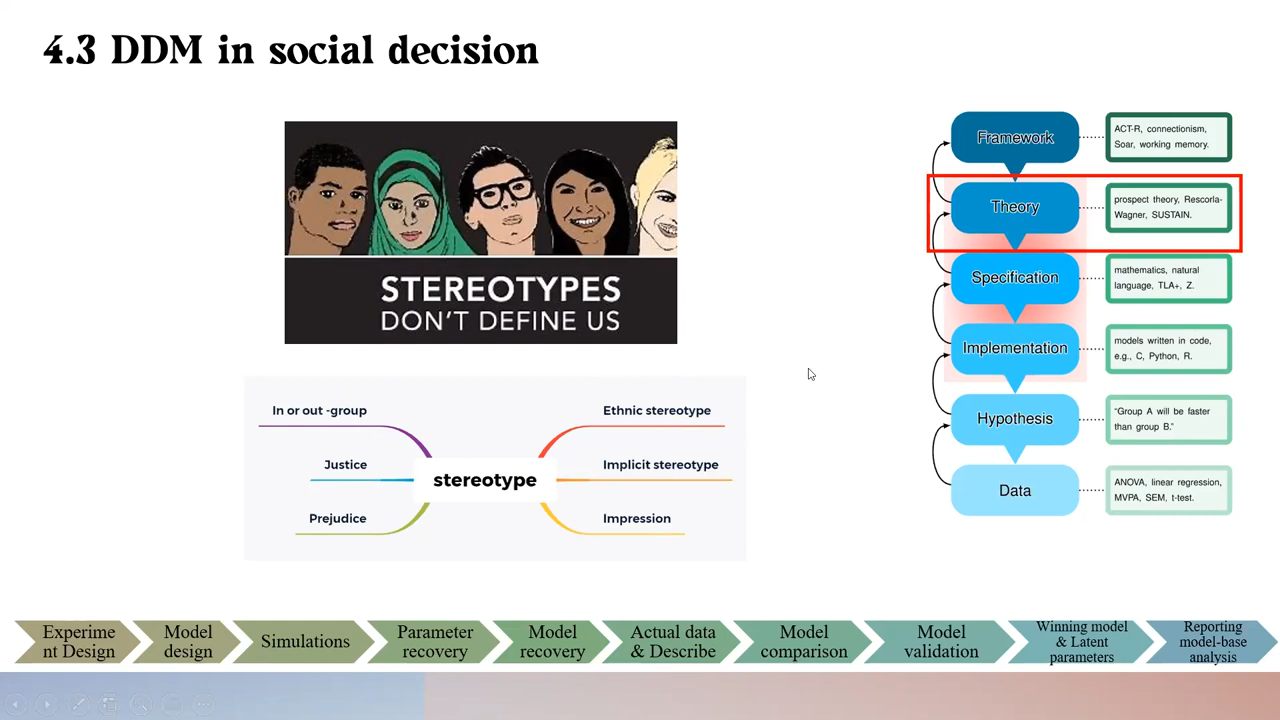 4.3 DDM in social decision
STEREOTYPES
DON'T DEFINE US
In or out -group
Justice
Prejudice
stereotype
Ethnic stereotype
Implicit stereotype
Impression
Framework
ACT-R, connectionism,
Soar, working memory.
Theory
prospect theory, Rescorla-
Wagner, SUSTAIN.
Specification
mathematics, natural
language, TLA+, Z.
Implementation
models written in code,
e.g., C, Python, R.
Hypothesis
“Group A will be faster
than group B.”
Data
ANOVA, linear regression,
MVPA, SEM, t-test.
Experime
nt Design
Model
design
Simulations
Parameter
recovery
Model
recovery
Actual data
& Describe
Model
comparison
Model
validation
Winning model
& Latent
parameters
Reporting
model-base
analysis